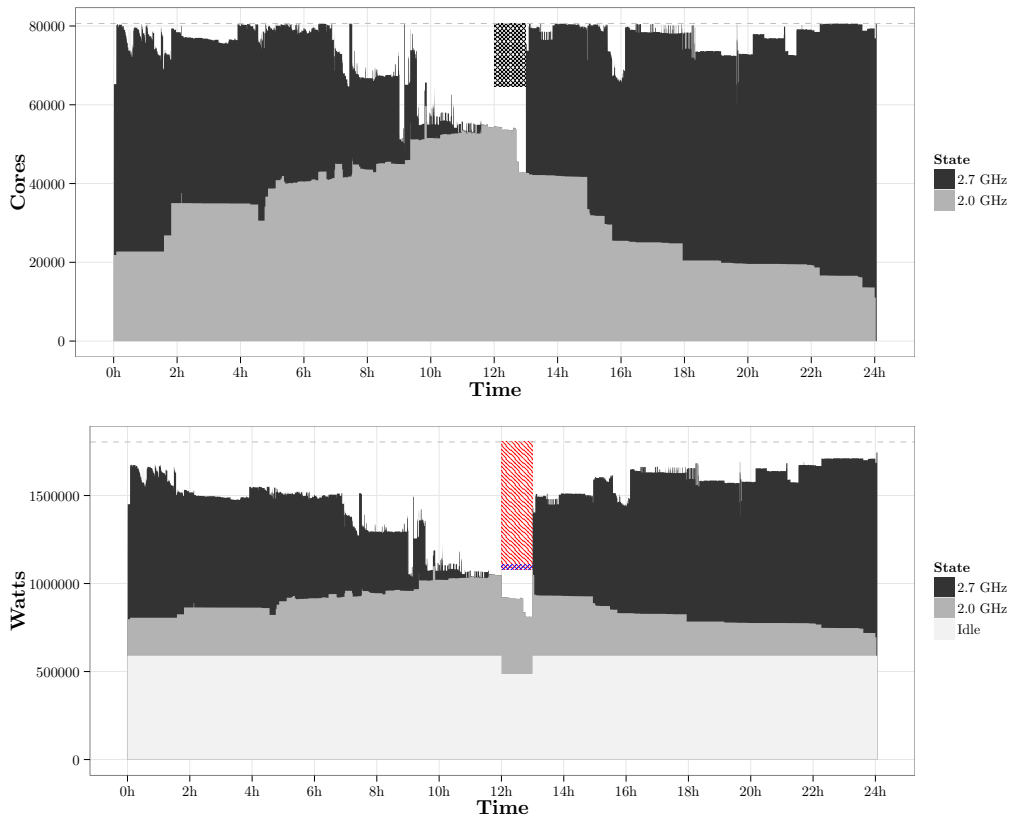 Cores
80000
60000
40000
20000
0
0h 2h 4h 6h 8h 10h 12h 14h 16h 18h 20h 22h 24h
Time
State
2.7 GHz
2.0 GHz
Watts
1500000
1000000
500000
0
0h 2h 4h 6h 8h 10h 12h 14h 16h 18h 20h 22h 24h
Time
State
2.7 GHz
2.0 GHz
Idle